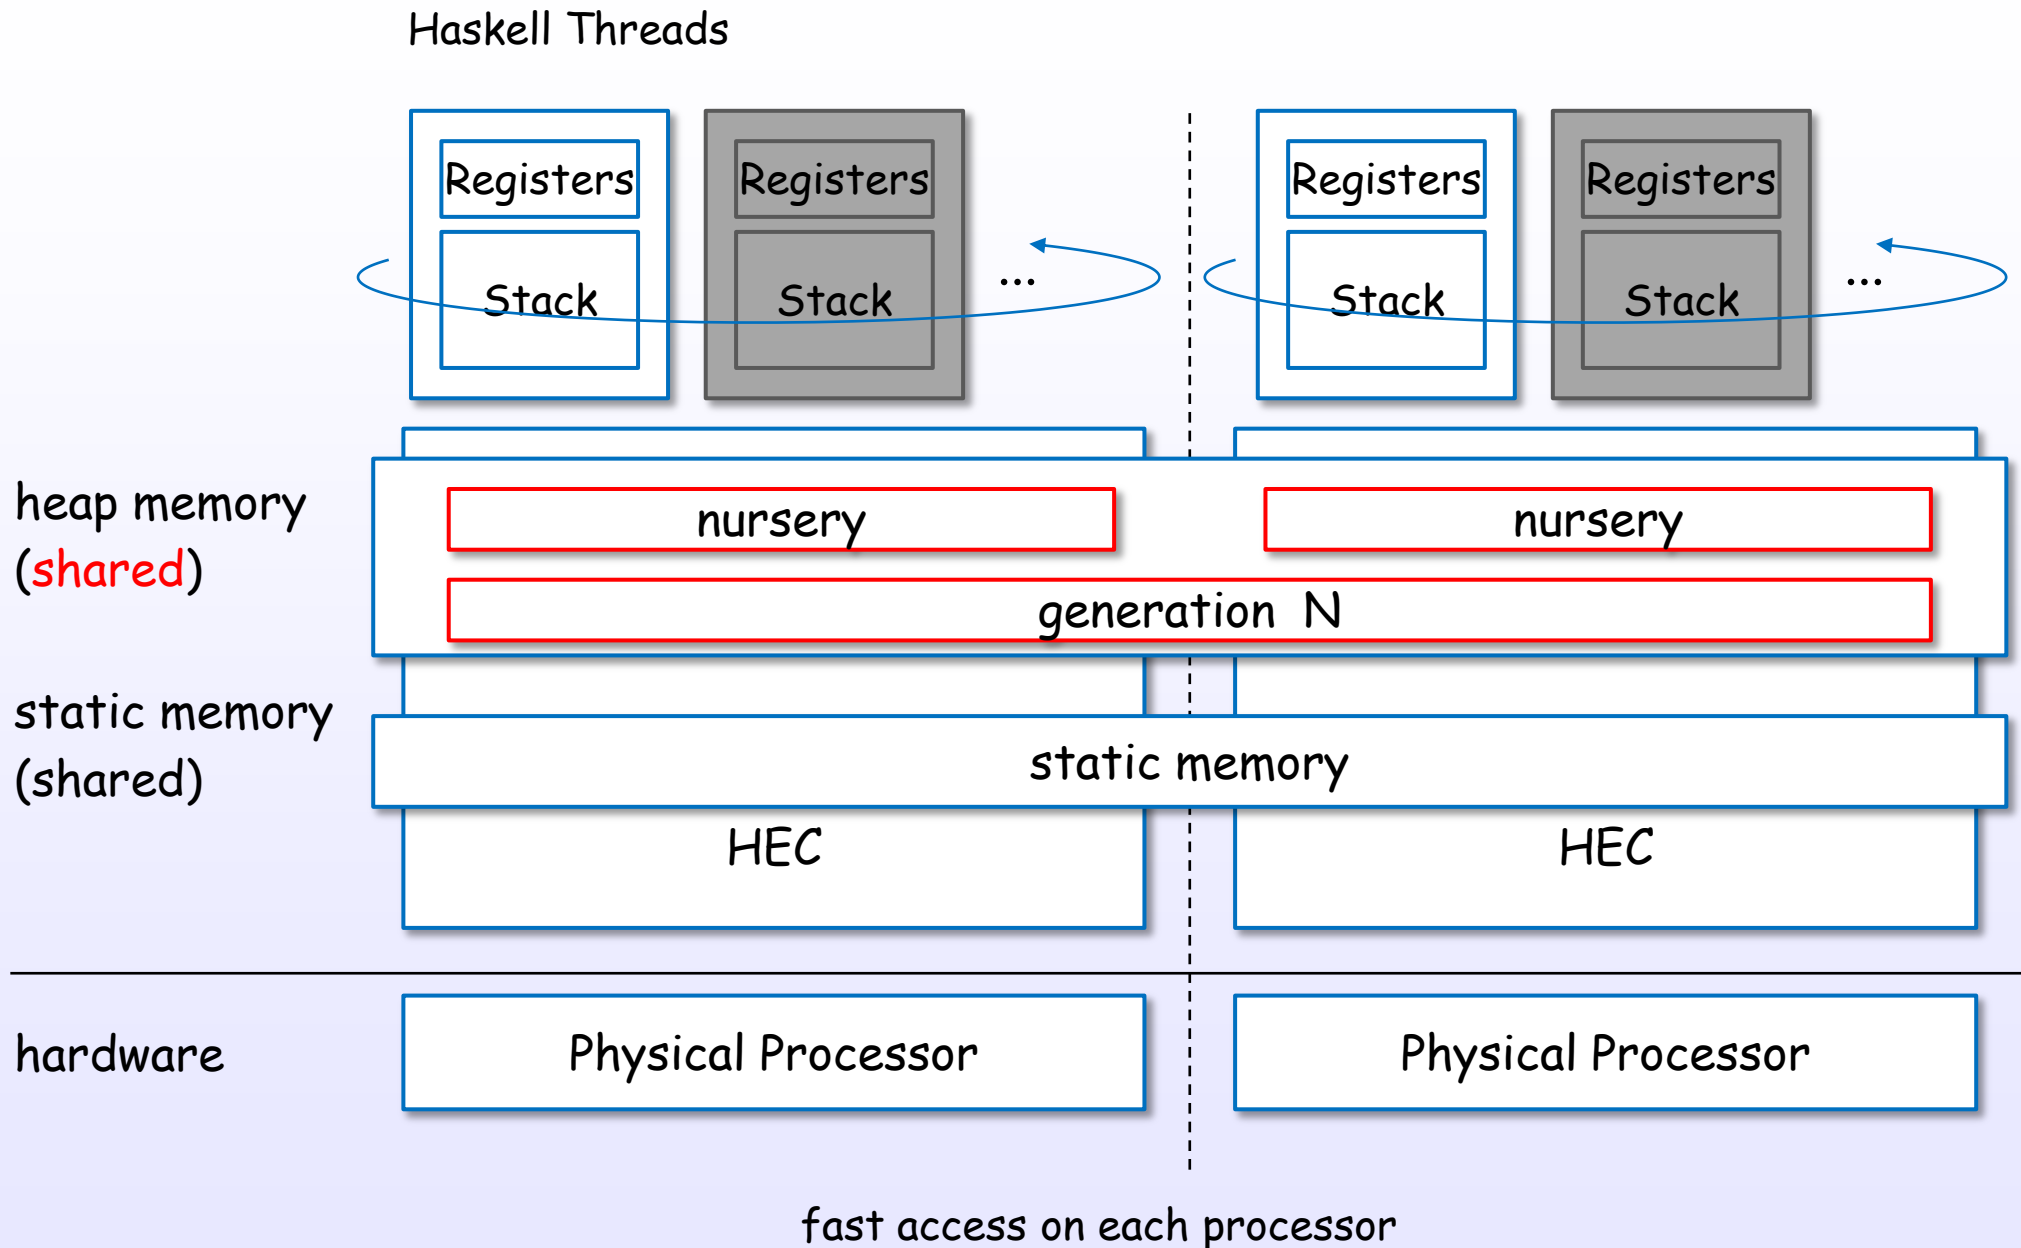 Haskell Threads
Registers
Registers
Registers
Registers
Stack
Stack
...
Stack
Stack
...
heap memory
(shared)
nursery
nursery
generation N
static memory
(shared)
static memory
HEC
HEC
hardware
Physical Processor
Physical Processor
fast access on each processor